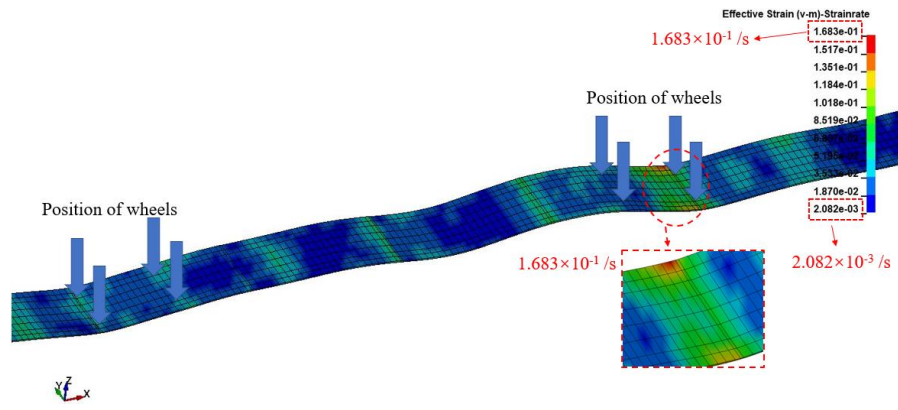 Effective Strain (v-m)-Strainrate
1.683e-01
1.683×10⁻¹ /s
1.517e-01
1.351e-01
1.184e-01
Position of wheels
1.018e-01
8.519e-02
1.870e-02
2.082e-03
Position of wheels
1.683×10⁻¹ /s
2.082×10⁻³ /s
Z
Y
X